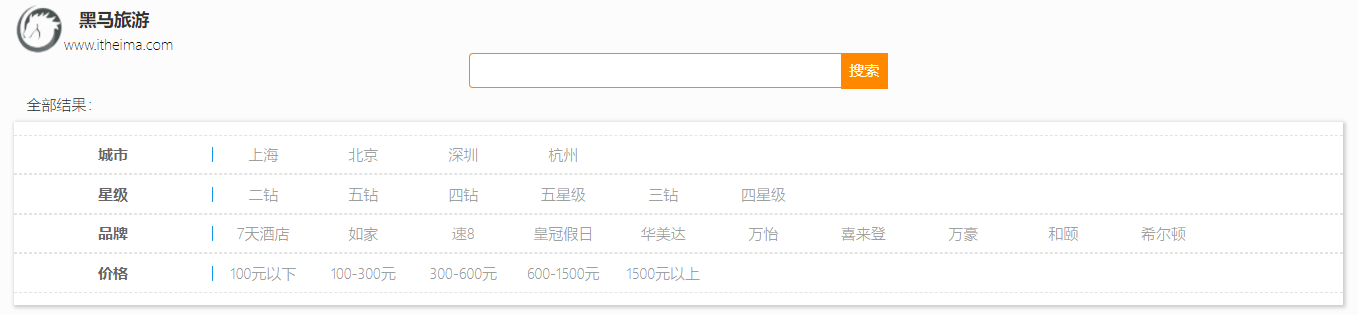 黑马旅游
www.itheima.com
搜索
全部结果:
城市 上海 北京 深圳 杭州
星级 二钻 五钻 四钻 五星级 三钻 四星级
品牌 7天酒店 如家 速8 皇冠假日 华美达 万怡 喜来登 万豪 和颐 希尔顿
价格 100元以下 100-300元 300-600元 600-1500元 1500元以上